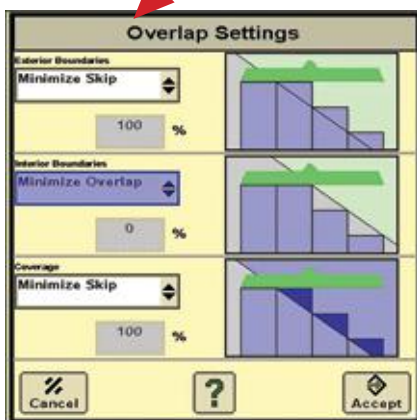 Overlap Settings
Exterior Boundaries
Minimize Skip
100 %
Interior Boundaries
Minimize Overlap
0 %
Coverage
Minimize Skip
100 %
Cancel
?
Accept